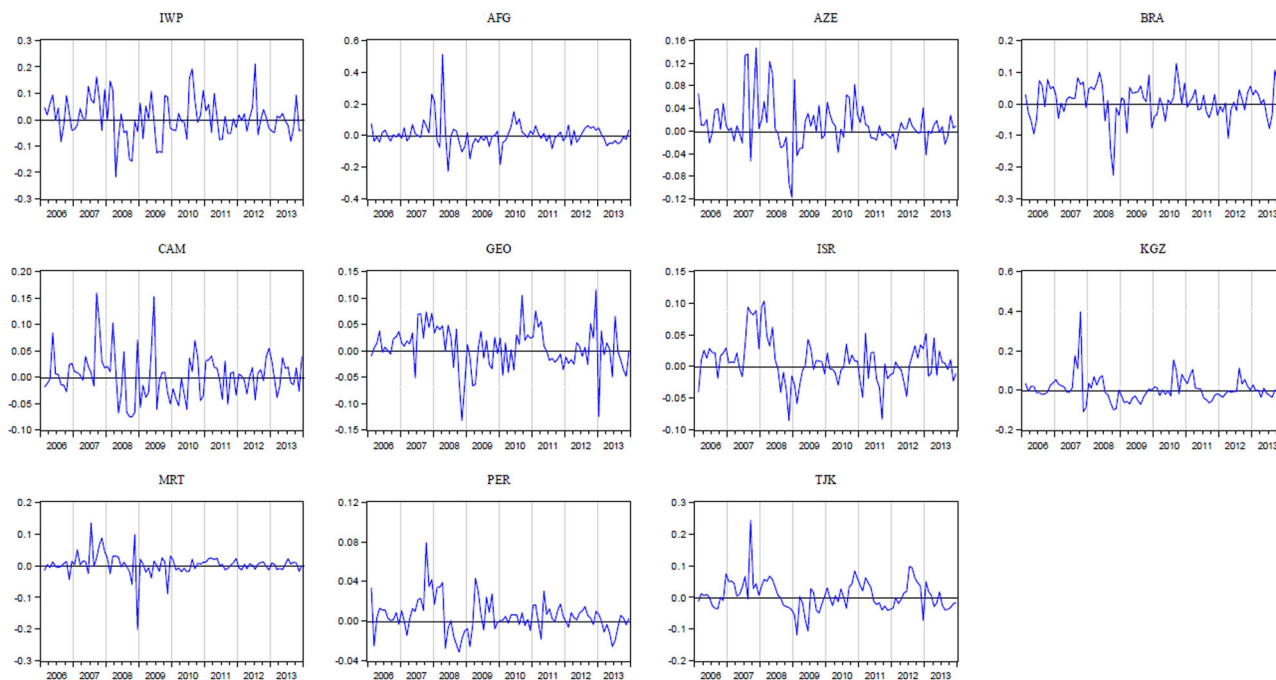 IWP AFG AZE BRA
0.3 0.6 0.16 0.2
0.2 0.4 0.12 0.1
0.1 0.2 0.08 0.0
0.0 0.0 0.04 -0.1
-0.1 -0.2 0.00 -0.2
-0.2 -0.4 -0.04 -0.3
-0.3 -0.08
-0.12
2006 2007 2008 2009 2010 2011 2012 2013 2006 2007 2008 2009 2010 2011 2012 2013 2006 2007 2008 2009 2010 2011 2012 2013 2006 2007 2008 2009 2010 2011 2012 2013
CAM GEO ISR KGZ
0.20 0.15 0.15 0.6
0.15 0.10 0.10 0.4
0.10 0.05 0.05 0.2
0.05 0.00 0.00 0.0
0.00 -0.05 -0.05 -0.2
-0.05 -0.10 -0.10
-0.10 -0.15
2006 2007 2008 2009 2010 2011 2012 2013 2006 2007 2008 2009 2010 2011 2012 2013 2006 2007 2008 2009 2010 2011 2012 2013 2006 2007 2008 2009 2010 2011 2012 2013
MRT PER TJK
0.2 0.12 0.3
0.1 0.08 0.2
0.0 0.04 0.1
-0.1 0.00 0.0
-0.2 -0.04 -0.1
-0.3 -0.2
2006 2007 2008 2009 2010 2011 2012 2013 2006 2007 2008 2009 2010 2011 2012 2013 2006 2007 2008 2009 2010 2011 2012 2013